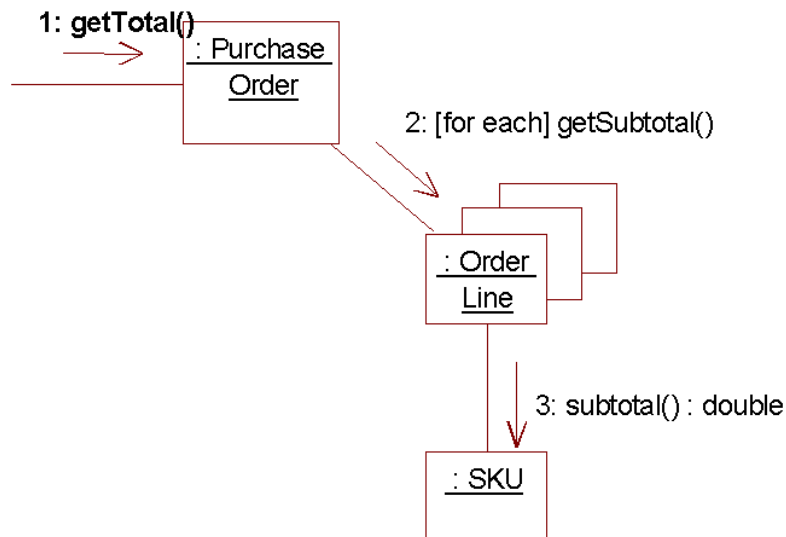 1: getTotal()
: Purchase
Order
2: [for each] getSubtotal()
: Order
Line
3: subtotal() : double
: SKU